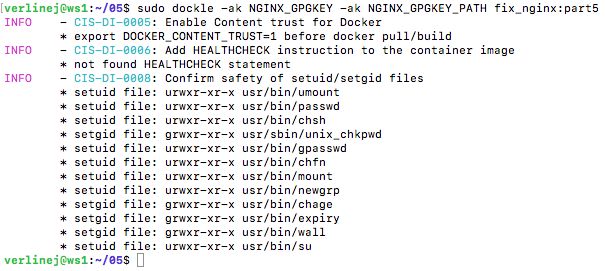 [verlinej@ws1:~/05$ sudo dockle -ak NGINX_GPGKEY -ak NGINX_GPGKEY_PATH fix_nginx:part5
INFO    - CIS-DI-0005: Enable Content trust for Docker
        * export DOCKER_CONTENT_TRUST=1 before docker pull/build
INFO    - CIS-DI-0006: Add HEALTHCHECK instruction to the container image
        * not found HEALTHCHECK statement
INFO    - CIS-DI-0008: Confirm safety of setuid/setgid files
        * setuid file: urwxr-xr-x usr/bin/umount
        * setuid file: urwxr-xr-x usr/bin/passwd
        * setuid file: urwxr-xr-x usr/bin/chsh
        * setgid file: grwxr-xr-x usr/sbin/unix_chkpwd
        * setuid file: urwxr-xr-x usr/bin/gpasswd
        * setuid file: urwxr-xr-x usr/bin/chfn
        * setuid file: urwxr-xr-x usr/bin/mount
        * setuid file: urwxr-xr-x usr/bin/newgrp
        * setgid file: grwxr-xr-x usr/bin/chage
        * setgid file: grwxr-xr-x usr/bin/expiry
        * setgid file: grwxr-xr-x usr/bin/wall
        * setuid file: urwxr-xr-x usr/bin/su
verlinej@ws1:~/05$